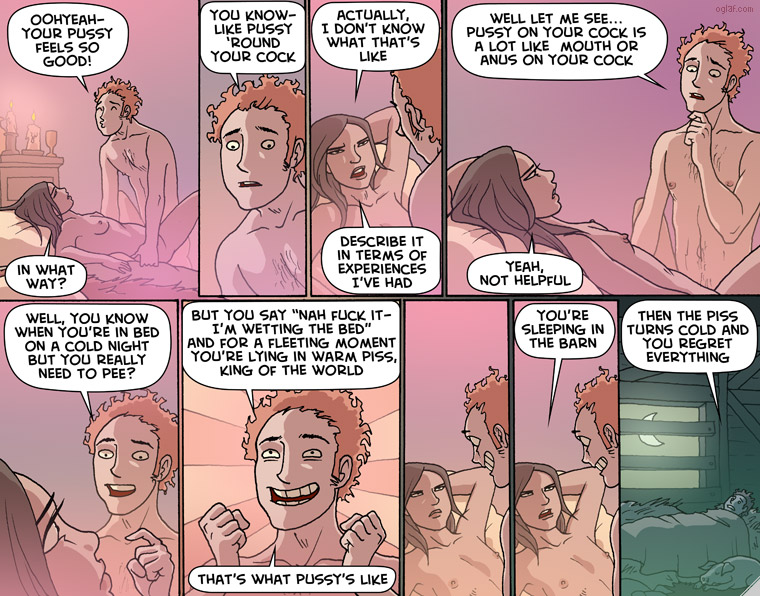 oglaf.com
OOHYEAH-
YOUR PUSSY
FEELS SO
GOOD!
IN WHAT
WAY?
YOU KNOW-
LIKE PUSSY
'ROUND
YOUR COCK
ACTUALLY,
I DON'T KNOW
WHAT THAT'S
LIKE
DESCRIBE IT
IN TERMS OF
EXPERIENCES
I'VE HAD
WELL LET ME SEE...
PUSSY ON YOUR COCK IS
A LOT LIKE MOUTH OR
ANUS ON YOUR COCK
YEAH,
NOT HELPFUL
WELL, YOU KNOW
WHEN YOU'RE IN BED
ON A COLD NIGHT
BUT YOU REALLY
NEED TO PEE?
BUT YOU SAY "NAH FUCK IT-
I'M WETTING THE BED"
AND FOR A FLEETING MOMENT
YOU'RE LYING IN WARM PISS,
KING OF THE WORLD
THAT'S WHAT PUSSY'S LIKE
YOU'RE
SLEEPING IN
THE BARN
THEN THE PISS
TURNS COLD AND
YOU REGRET
EVERYTHING